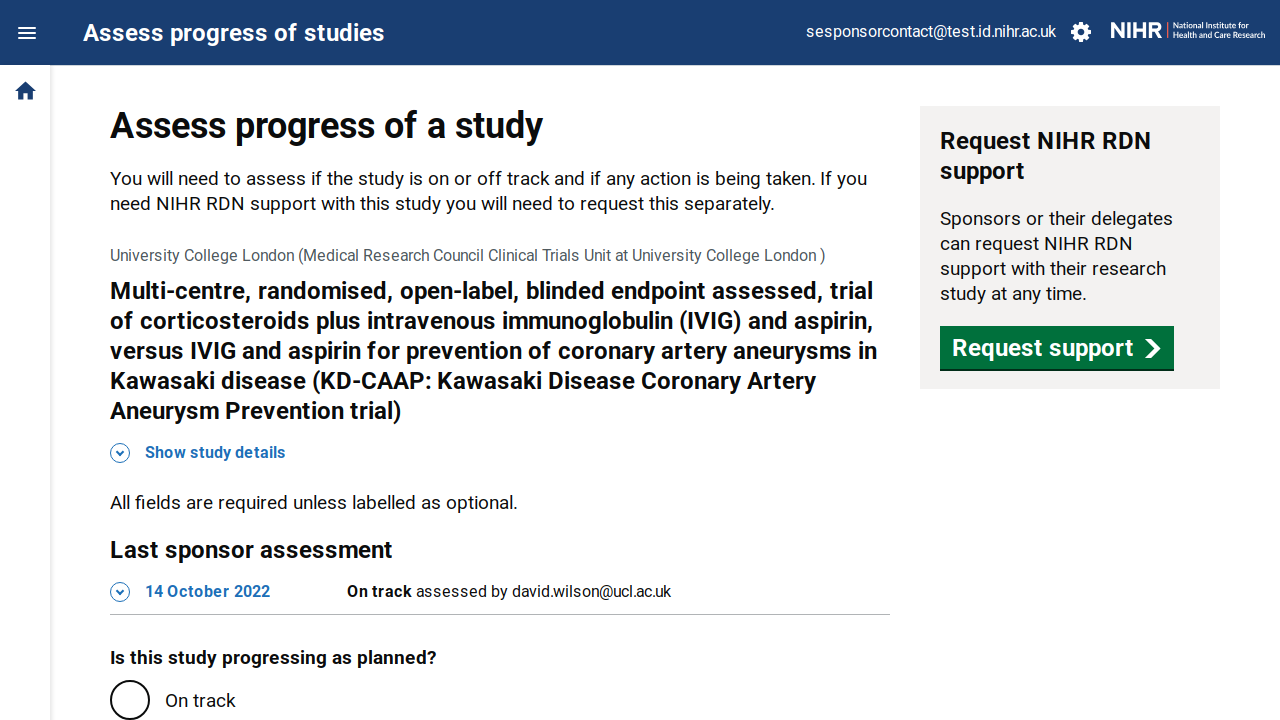 Assess progress of studies
sesponsorcontact@test.id.nihr.ac.uk
NIHR
National Institute for
Health and Care Research
Assess progress of a study
You will need to assess if the study is on or off track and if any action is being taken. If you
need NIHR RDN support with this study you will need to request this separately.
University College London (Medical Research Council Clinical Trials Unit at University College London )
Multi-centre, randomised, open-label, blinded endpoint assessed, trial
of corticosteroids plus intravenous immunoglobulin (IVIG) and aspirin,
versus IVIG and aspirin for prevention of coronary artery aneurysms in
Kawasaki disease (KD-CAAP: Kawasaki Disease Coronary Artery
Aneurysm Prevention trial)
Show study details
All fields are required unless labelled as optional.
Last sponsor assessment
14 October 2022 On track assessed by david.wilson@ucl.ac.uk
Is this study progressing as planned?
On track
Request NIHR RDN
support
Sponsors or their delegates
can request NIHR RDN
support with their research
study at any time.
Request support